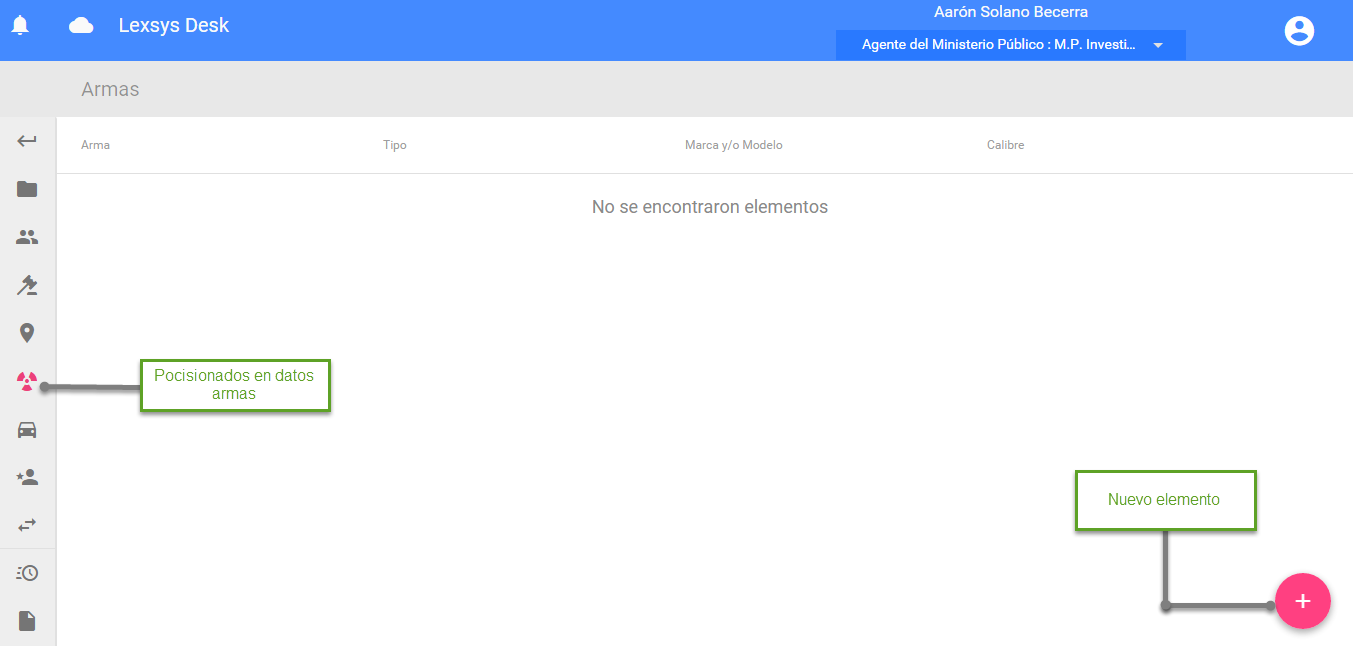 Aarón Solano Becerra
Lexsys Desk
Agente del Ministerio Público : M.P. Investi...
Armas
Arma Tipo Marca y/o Modelo Calibre
No se encontraron elementos
Pocisionados en datos
armas
Nuevo elemento